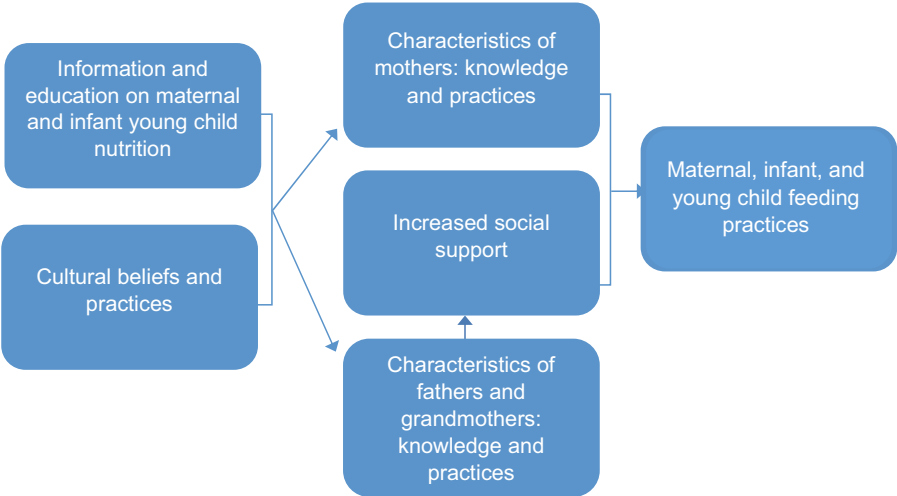 Information and
education on maternal
and infant young child
nutrition
Cultural beliefs and
practices
Characteristics of
mothers: knowledge
and practices
Increased social
support
Characteristics of
fathers and
grandmothers:
knowledge and
practices
Maternal, infant, and
young child feeding
practices